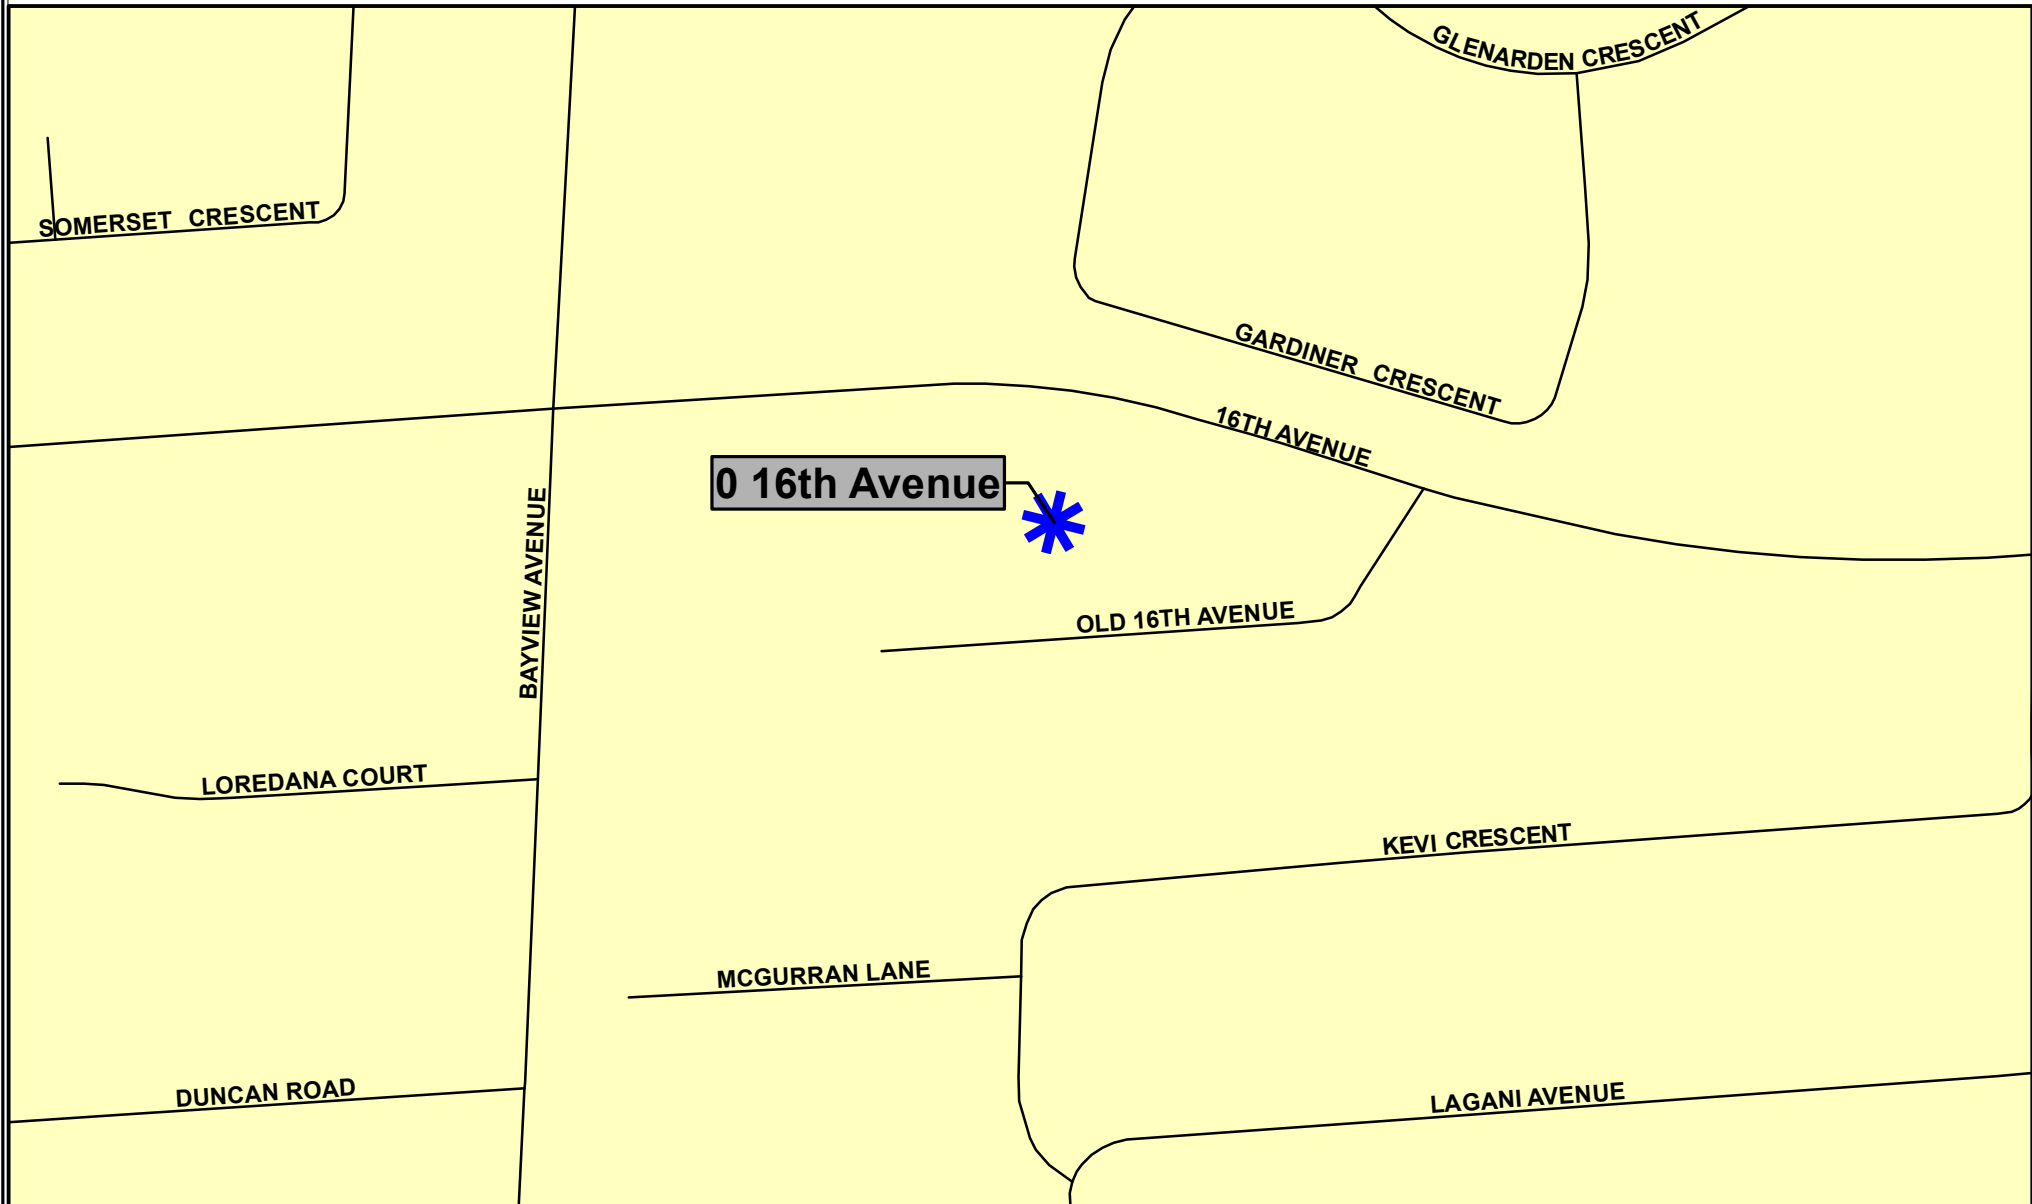 GLENARDEN CRESCENT
SOMERSET CRESCENT
GARDINER CRESCENT
16TH AVENUE
0 16th Avenue
BAYVIEW AVENUE
OLD 16TH AVENUE
LOREDANA COURT
KEVI CRESCENT
MCGURRAN LANE
DUNCAN ROAD
LAGANI AVENUE